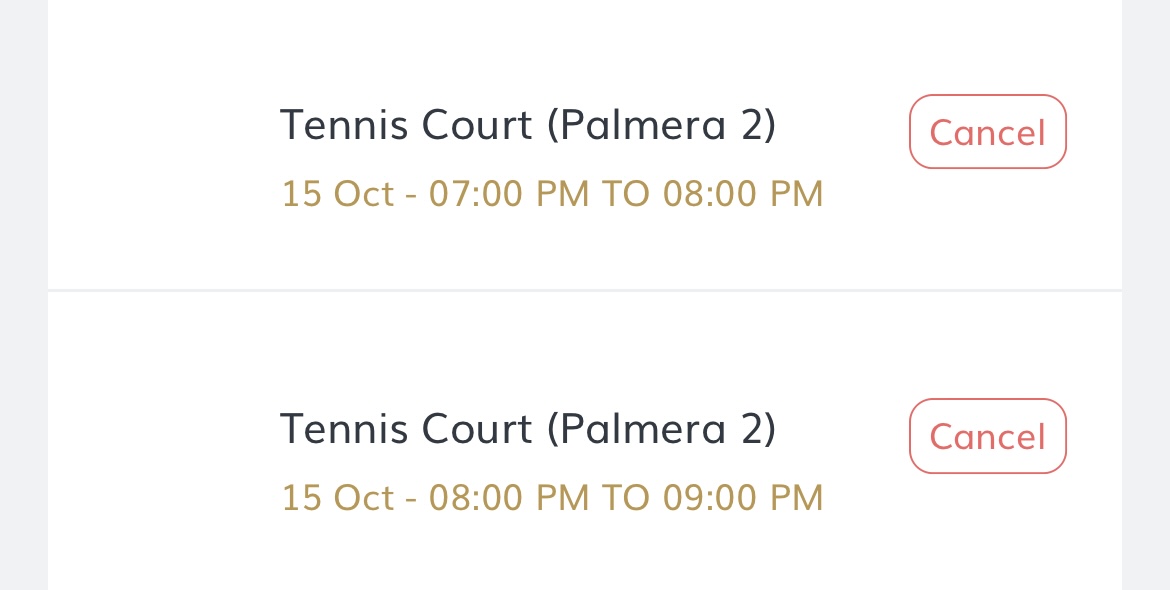 Tennis Court (Palmera 2)
Cancel
15 Oct - 07:00 PM TO 08:00 PM
Tennis Court (Palmera 2)
Cancel
15 Oct - 08:00 PM TO 09:00 PM